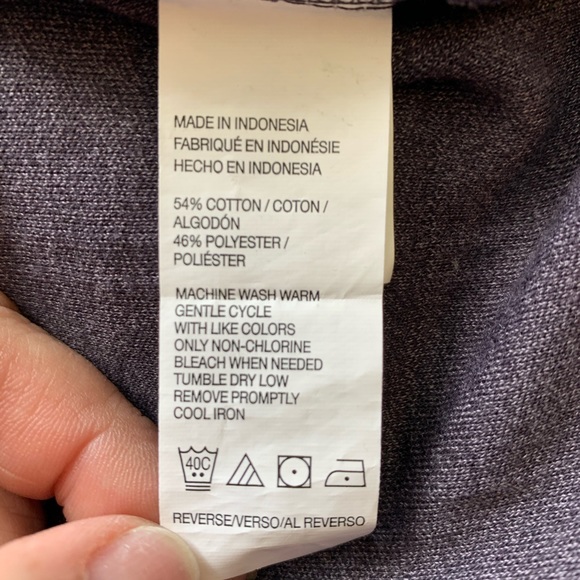 MADE IN INDONESIA
FABRIQUÉ EN INDONÉSIE
HECHO EN INDONESIA
54% COTTON / COTON /
ALGODÓN
46% POLYESTER /
POLIÉSTER
MACHINE WASH WARM
GENTLE CYCLE
WITH LIKE COLORS
ONLY NON-CHLORINE
BLEACH WHEN NEEDED
TUMBLE DRY LOW
REMOVE PROMPTLY
COOL IRON
40C
REVERSE/VERSO/AL REVERSO